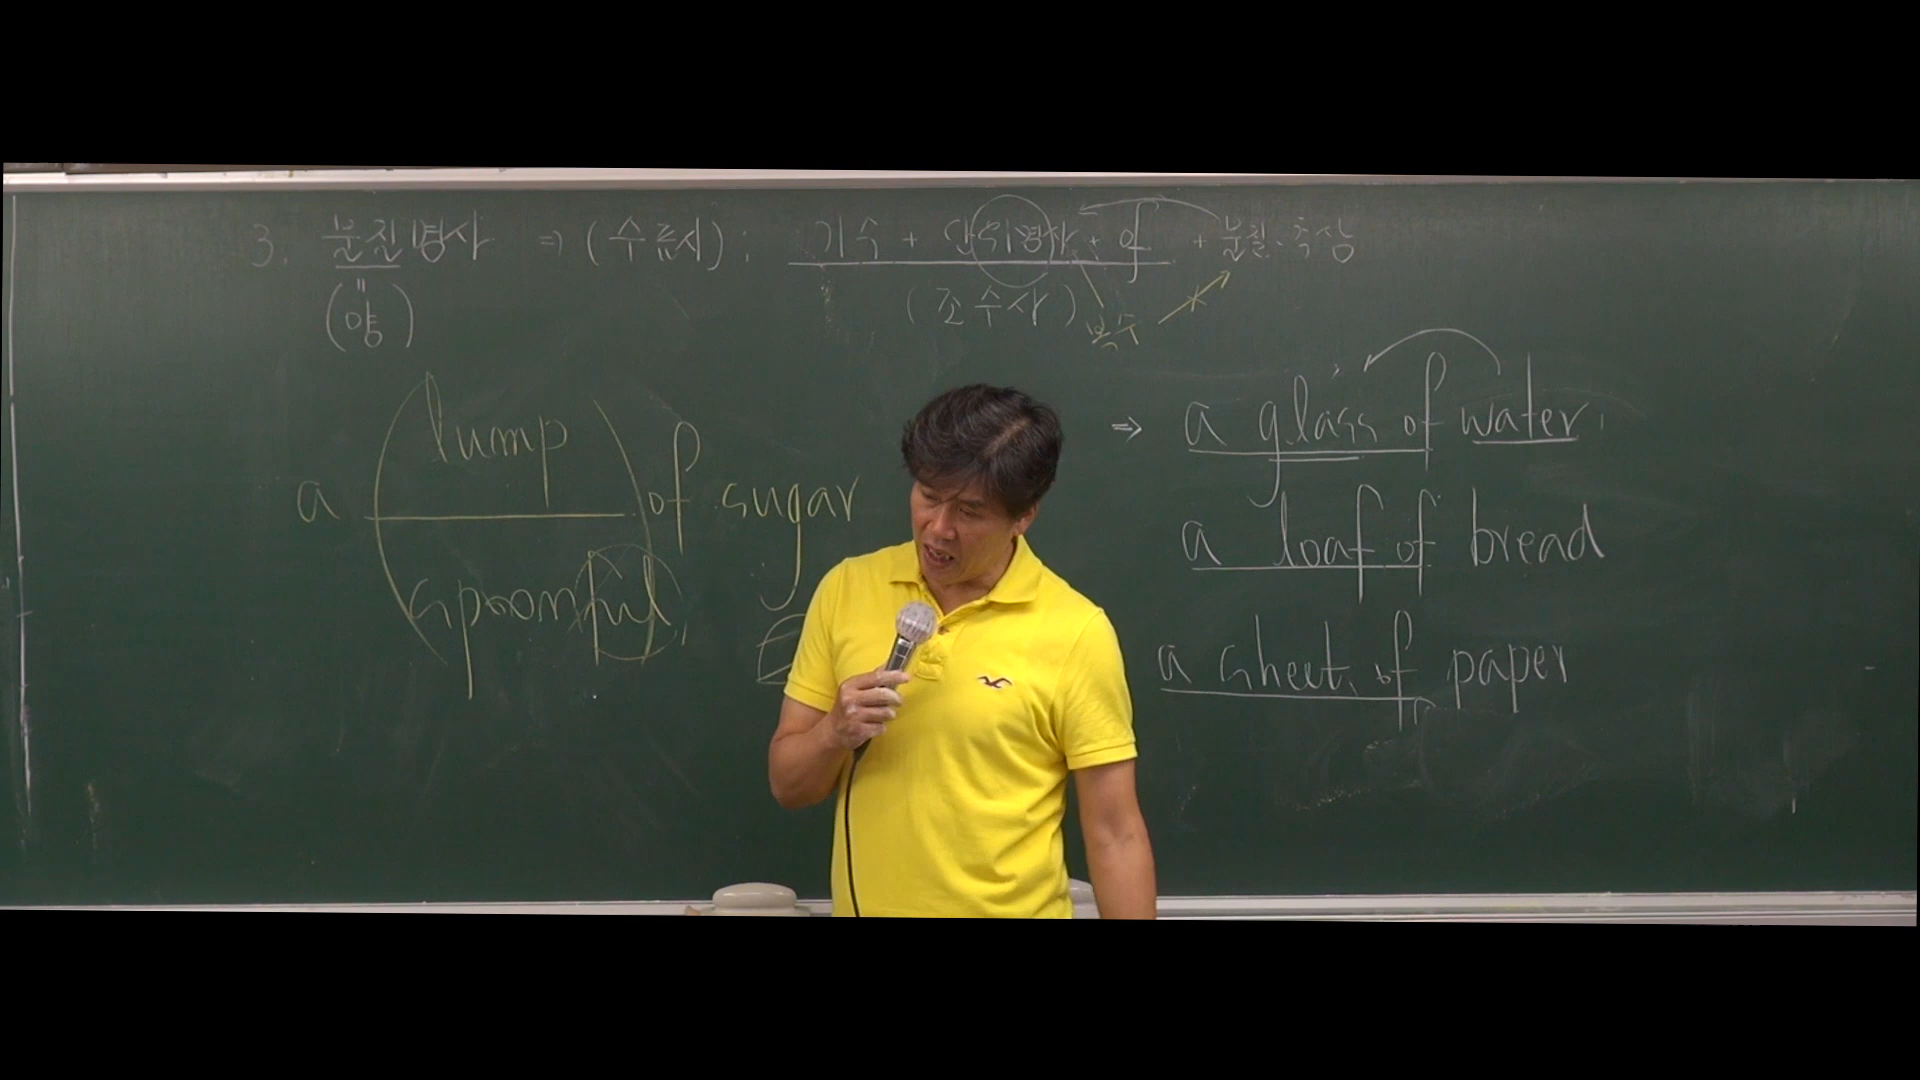 3. 물질명사 ⇒ (수표시) : 기수 + 단위명사 + of + 물질·추상
"
(양)
(조수사)
복수
a lump of sugar
spoonful
⇒ a glass of water
a loaf of bread
a sheet of paper